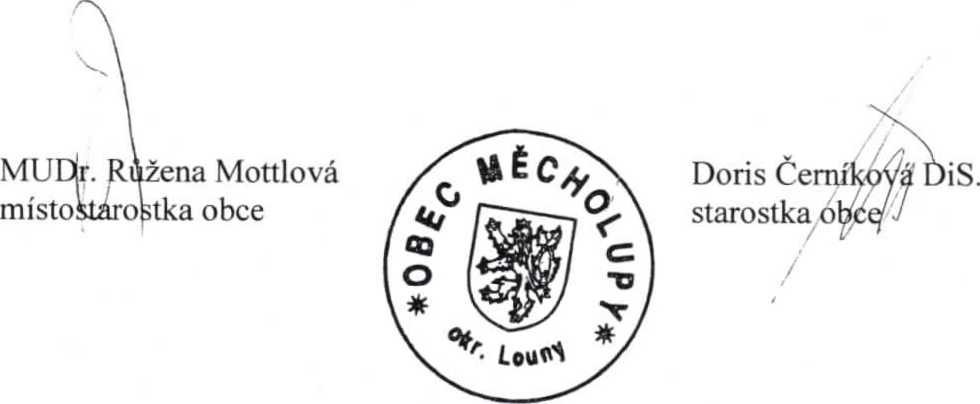 MUDr. Růžena Mottlová
místostarostka obce
* OBEC MĚCHOLUPY *
okr. Louny
Doris Černíková DiS.
starostka obce